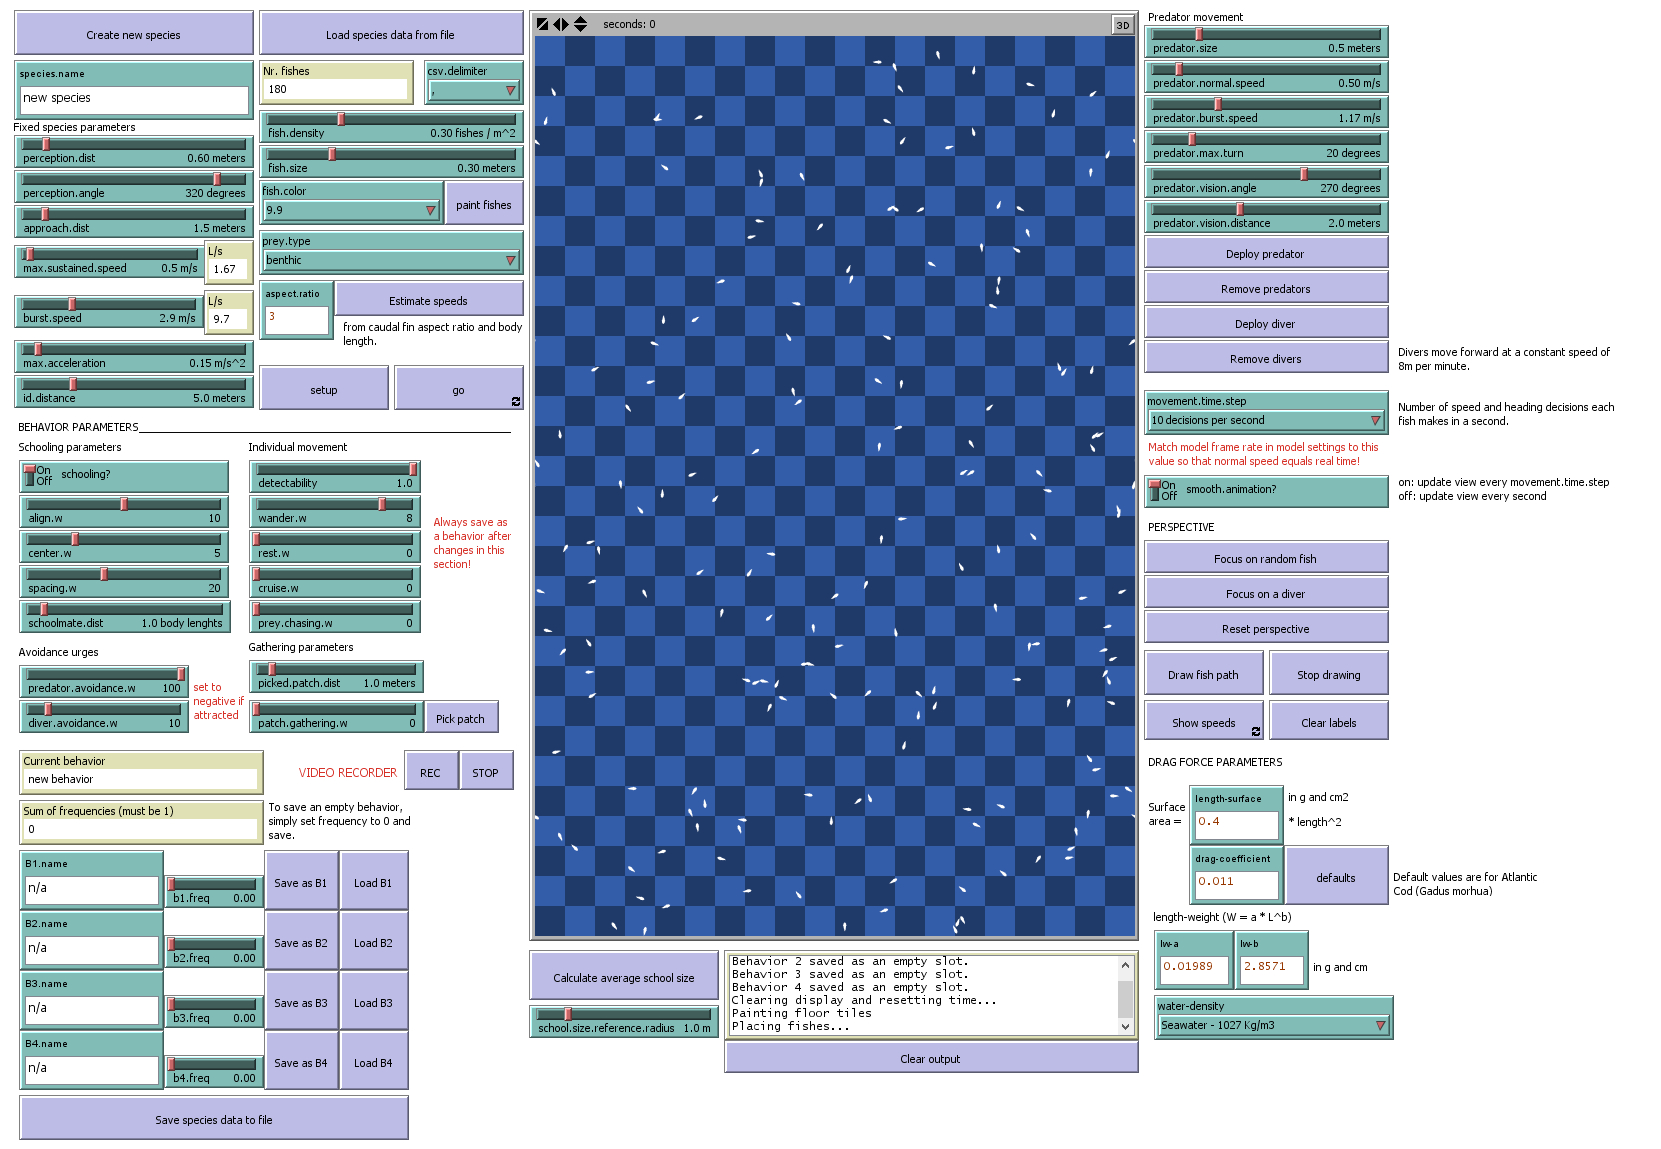 Create new species
Load species data from file
species.name
new species
Nr. fishes
180
csv.delimiter
,
Fixed species parameters
perception.dist 0.60 meters
perception.angle 320 degrees
approach.dist 1.5 meters
max.sustained.speed 0.5 m/s
L/s
1.67
burst.speed 2.9 m/s
L/s
9.7
max.acceleration 0.15 m/s^2
id.distance 5.0 meters
fish.density 0.30 fishes / m^2
fish.size 0.30 meters
fish.color
9.9
paint fishes
prey.type
benthic
aspect.ratio
3
Estimate speeds
from caudal fin aspect ratio and body
length.
setup
go
BEHAVIOR PARAMETERS
Schooling parameters
On
Off
schooling?
align.w 10
center.w 5
spacing.w 20
schoolmate.dist 1.0 body lenghts
Individual movement
detectability 1.0
wander.w 8
rest.w 0
cruise.w 0
prey.chasing.w 0
Always save as
a behavior after
changes in this
section!
Avoidance urges
predator.avoidance.w 100
diver.avoidance.w 10
set to
negative if
attracted
Gathering parameters
picked.patch.dist 1.0 meters
patch.gathering.w 0
Pick patch
Current behavior
new behavior
VIDEO RECORDER
REC
STOP
Sum of frequencies (must be 1)
0
To save an empty behavior,
simply set frequency to 0 and
save.
B1.name
n/a
b1.freq 0.00
Save as B1
Load B1
B2.name
n/a
b2.freq 0.00
Save as B2
Load B2
B3.name
n/a
b3.freq 0.00
Save as B3
Load B3
B4.name
n/a
b4.freq 0.00
Save as B4
Load B4
Save species data to file
seconds: 0
3D
Calculate average school size
school.size.reference.radius 1.0 m
Behavior 2 saved as an empty slot.
Behavior 3 saved as an empty slot.
Behavior 4 saved as an empty slot.
Clearing display and resetting time...
Painting floor tiles
Placing fishes...
Clear output
Predator movement
predator.size 0.5 meters
predator.normal.speed 0.50 m/s
predator.burst.speed 1.17 m/s
predator.max.turn 20 degrees
predator.vision.angle 270 degrees
predator.vision.distance 2.0 meters
Deploy predator
Remove predators
Deploy diver
Remove divers
Divers move forward at a constant speed of
8m per minute.
movement.time.step
10 decisions per second
Number of speed and heading decisions each
fish makes in a second.
Match model frame rate in model settings to this
value so that normal speed equals real time!
On
Off
smooth.animation?
on: update view every movement.time.step
off: update view every second
PERSPECTIVE
Focus on random fish
Focus on a diver
Reset perspective
Draw fish path
Stop drawing
Show speeds
Clear labels
DRAG FORCE PARAMETERS
Surface
area =
length-surface
0.4
in g and cm2
* length^2
drag-coefficient
0.011
defaults
Default values are for Atlantic
Cod (Gadus morhua)
length-weight (W = a * L^b)
lw-a
0.01989
lw-b
2.8571
in g and cm
water-density
Seawater - 1027 Kg/m3